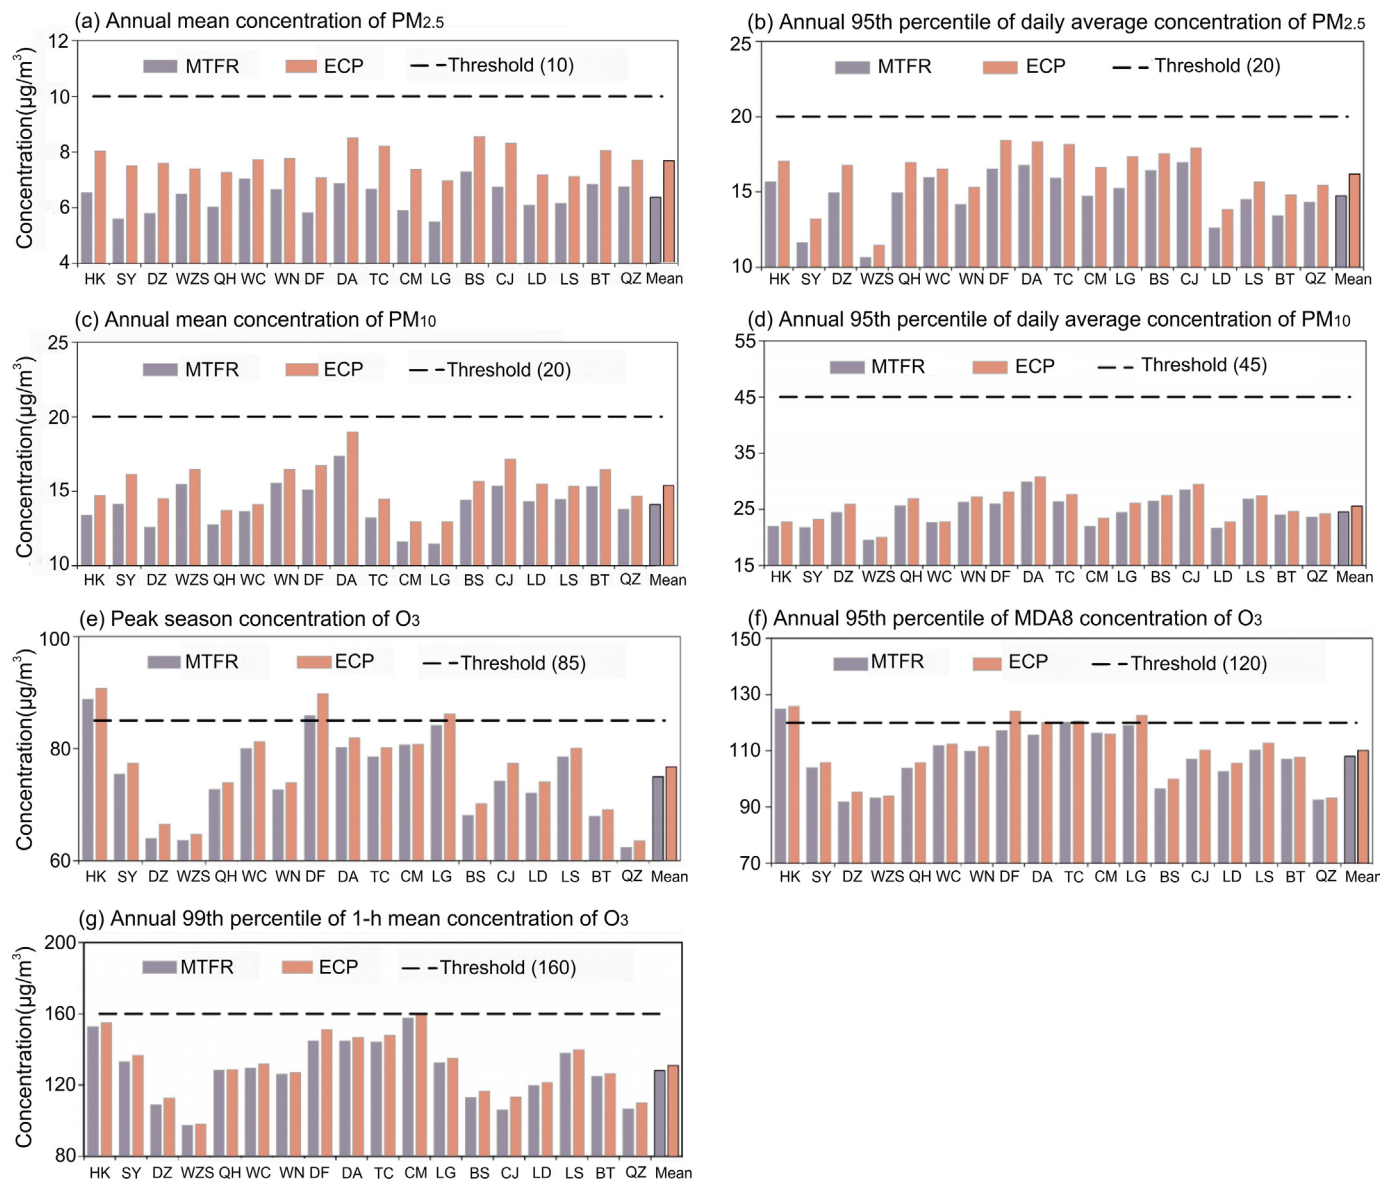 (a) Annual mean concentration of PM2.5
12
10
8
6
4
Concentration(μg/m³)
MTFR ECP Threshold (10)
HK SY DZ WZS QH WC WN DF DA TC CM LG BS CJ LD LS BT QZ Mean
(b) Annual 95th percentile of daily average concentration of PM2.5
25
20
15
10
MTFR ECP Threshold (20)
HK SY DZ WZS QH WC WN DF DA TC CM LG BS CJ LD LS BT QZ Mean
(c) Annual mean concentration of PM10
25
20
15
10
Concentration(μg/m³)
MTFR ECP Threshold (20)
HK SY DZ WZS QH WC WN DF DA TC CM LG BS CJ LD LS BT QZ Mean
(d) Annual 95th percentile of daily average concentration of PM10
55
45
35
25
15
MTFR ECP Threshold (45)
HK SY DZ WZS QH WC WN DF DA TC CM LG BS CJ LD LS BT QZ Mean
(e) Peak season concentration of O3
100
80
60
Concentration(μg/m³)
MTFR ECP Threshold (85)
HK SY DZ WZS QH WC WN DF DA TC CM LG BS CJ LD LS BT QZ Mean
(f) Annual 95th percentile of MDA8 concentration of O3
150
130
110
90
70
MTFR ECP Threshold (120)
HK SY DZ WZS QH WC WN DF DA TC CM LG BS CJ LD LS BT QZ Mean
(g) Annual 99th percentile of 1-h mean concentration of O3
200
160
120
80
Concentration(μg/m³)
MTFR ECP Threshold (160)
HK SY DZ WZS QH WC WN DF DA TC CM LG BS CJ LD LS BT QZ Mean